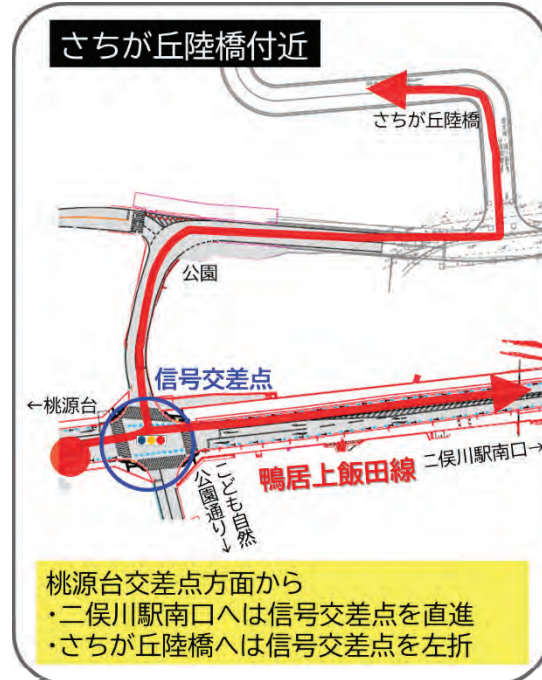 さちが丘陸橋付近
さちが丘陸橋
公園
信号交差点
←桃源台
鴨居上飯田線
二俣川駅南口→
こども自然
公園通り↓
桃源台交差点方面から
・二俣川駅南口へは信号交差点を直進
・さちが丘陸橋へは信号交差点を左折